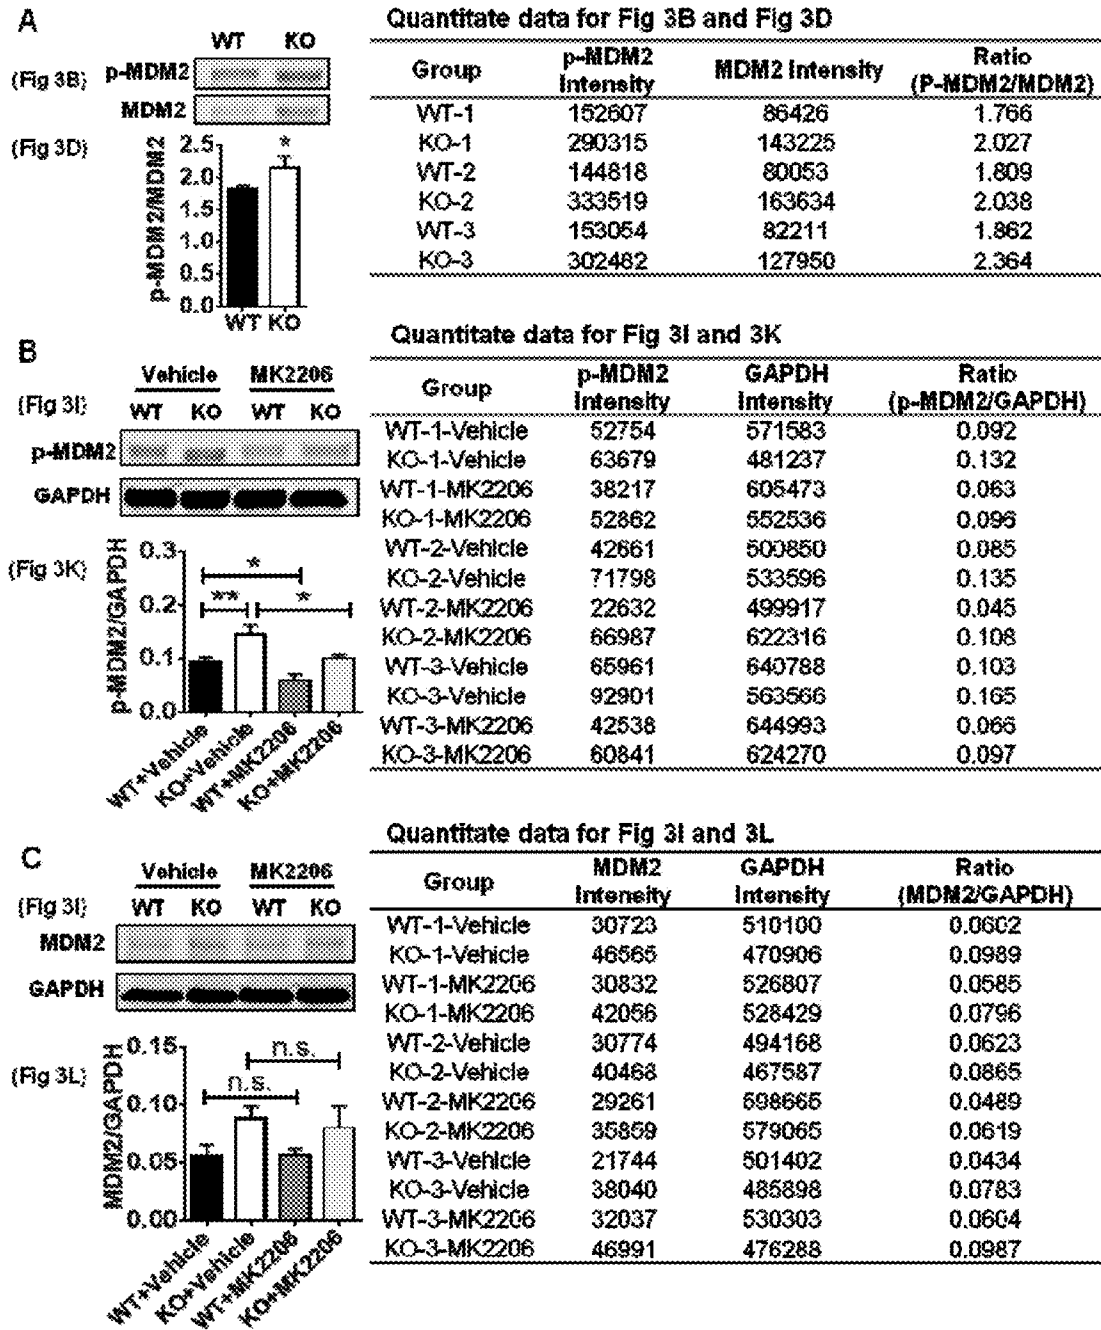 A
WT KO
(Fig 3B) p-MDM2
MDM2
(Fig 3D)
p-MDM2/MDM2
2.5
*
2.0
1.5
1.0
0.5
0.0
WT KO
Quantitate data for Fig 3B and Fig 3D
Group p-MDM2 Intensity MDM2 Intensity Ratio (P-MDM2/MDM2)
WT-1 152607 86426 1.766
KO-1 290315 143225 2.027
WT-2 144818 80053 1.809
KO-2 333519 163634 2.038
WT-3 153054 82211 1.862
KO-3 302482 127950 2.364
B
Vehicle MK2206
(Fig 3I) WT KO WT KO
p-MDM2
GAPDH
(Fig 3K)
p-MDM2/GAPDH
0.3
*
0.2
** *
0.1
0.0
WT+Vehicle
KO+Vehicle
WT+MK2206
KO+MK2206
Quantitate data for Fig 3I and 3K
Group p-MDM2 Intensity GAPDH Intensity Ratio (p-MDM2/GAPDH)
WT-1-Vehicle 52754 571583 0.092
KO-1-Vehicle 63679 481237 0.132
WT-1-MK2206 38217 605473 0.063
KO-1-MK2206 52862 552536 0.096
WT-2-Vehicle 42661 500850 0.085
KO-2-Vehicle 71798 533596 0.135
WT-2-MK2206 22632 499917 0.045
KO-2-MK2206 66987 622316 0.108
WT-3-Vehicle 65961 640788 0.103
KO-3-Vehicle 92901 563566 0.165
WT-3-MK2206 42538 644993 0.066
KO-3-MK2206 60841 624270 0.097
C
Vehicle MK2206
(Fig 3I) WT KO WT KO
MDM2
GAPDH
(Fig 3L)
MDM2/GAPDH
0.15
n.s.
n.s.
0.10
0.05
0.00
WT+Vehicle
KO+Vehicle
WT+MK2206
KO+MK2206
Quantitate data for Fig 3I and 3L
Group MDM2 Intensity GAPDH Intensity Ratio (MDM2/GAPDH)
WT-1-Vehicle 30723 510100 0.0602
KO-1-Vehicle 46565 470906 0.0989
WT-1-MK2206 30832 526807 0.0585
KO-1-MK2206 42056 528429 0.0796
WT-2-Vehicle 30774 494168 0.0623
KO-2-Vehicle 40468 467587 0.0865
WT-2-MK2206 29261 598665 0.0489
KO-2-MK2206 35859 579065 0.0619
WT-3-Vehicle 21744 501402 0.0434
KO-3-Vehicle 38040 485898 0.0783
WT-3-MK2206 32037 530303 0.0604
KO-3-MK2206 46991 476288 0.0987